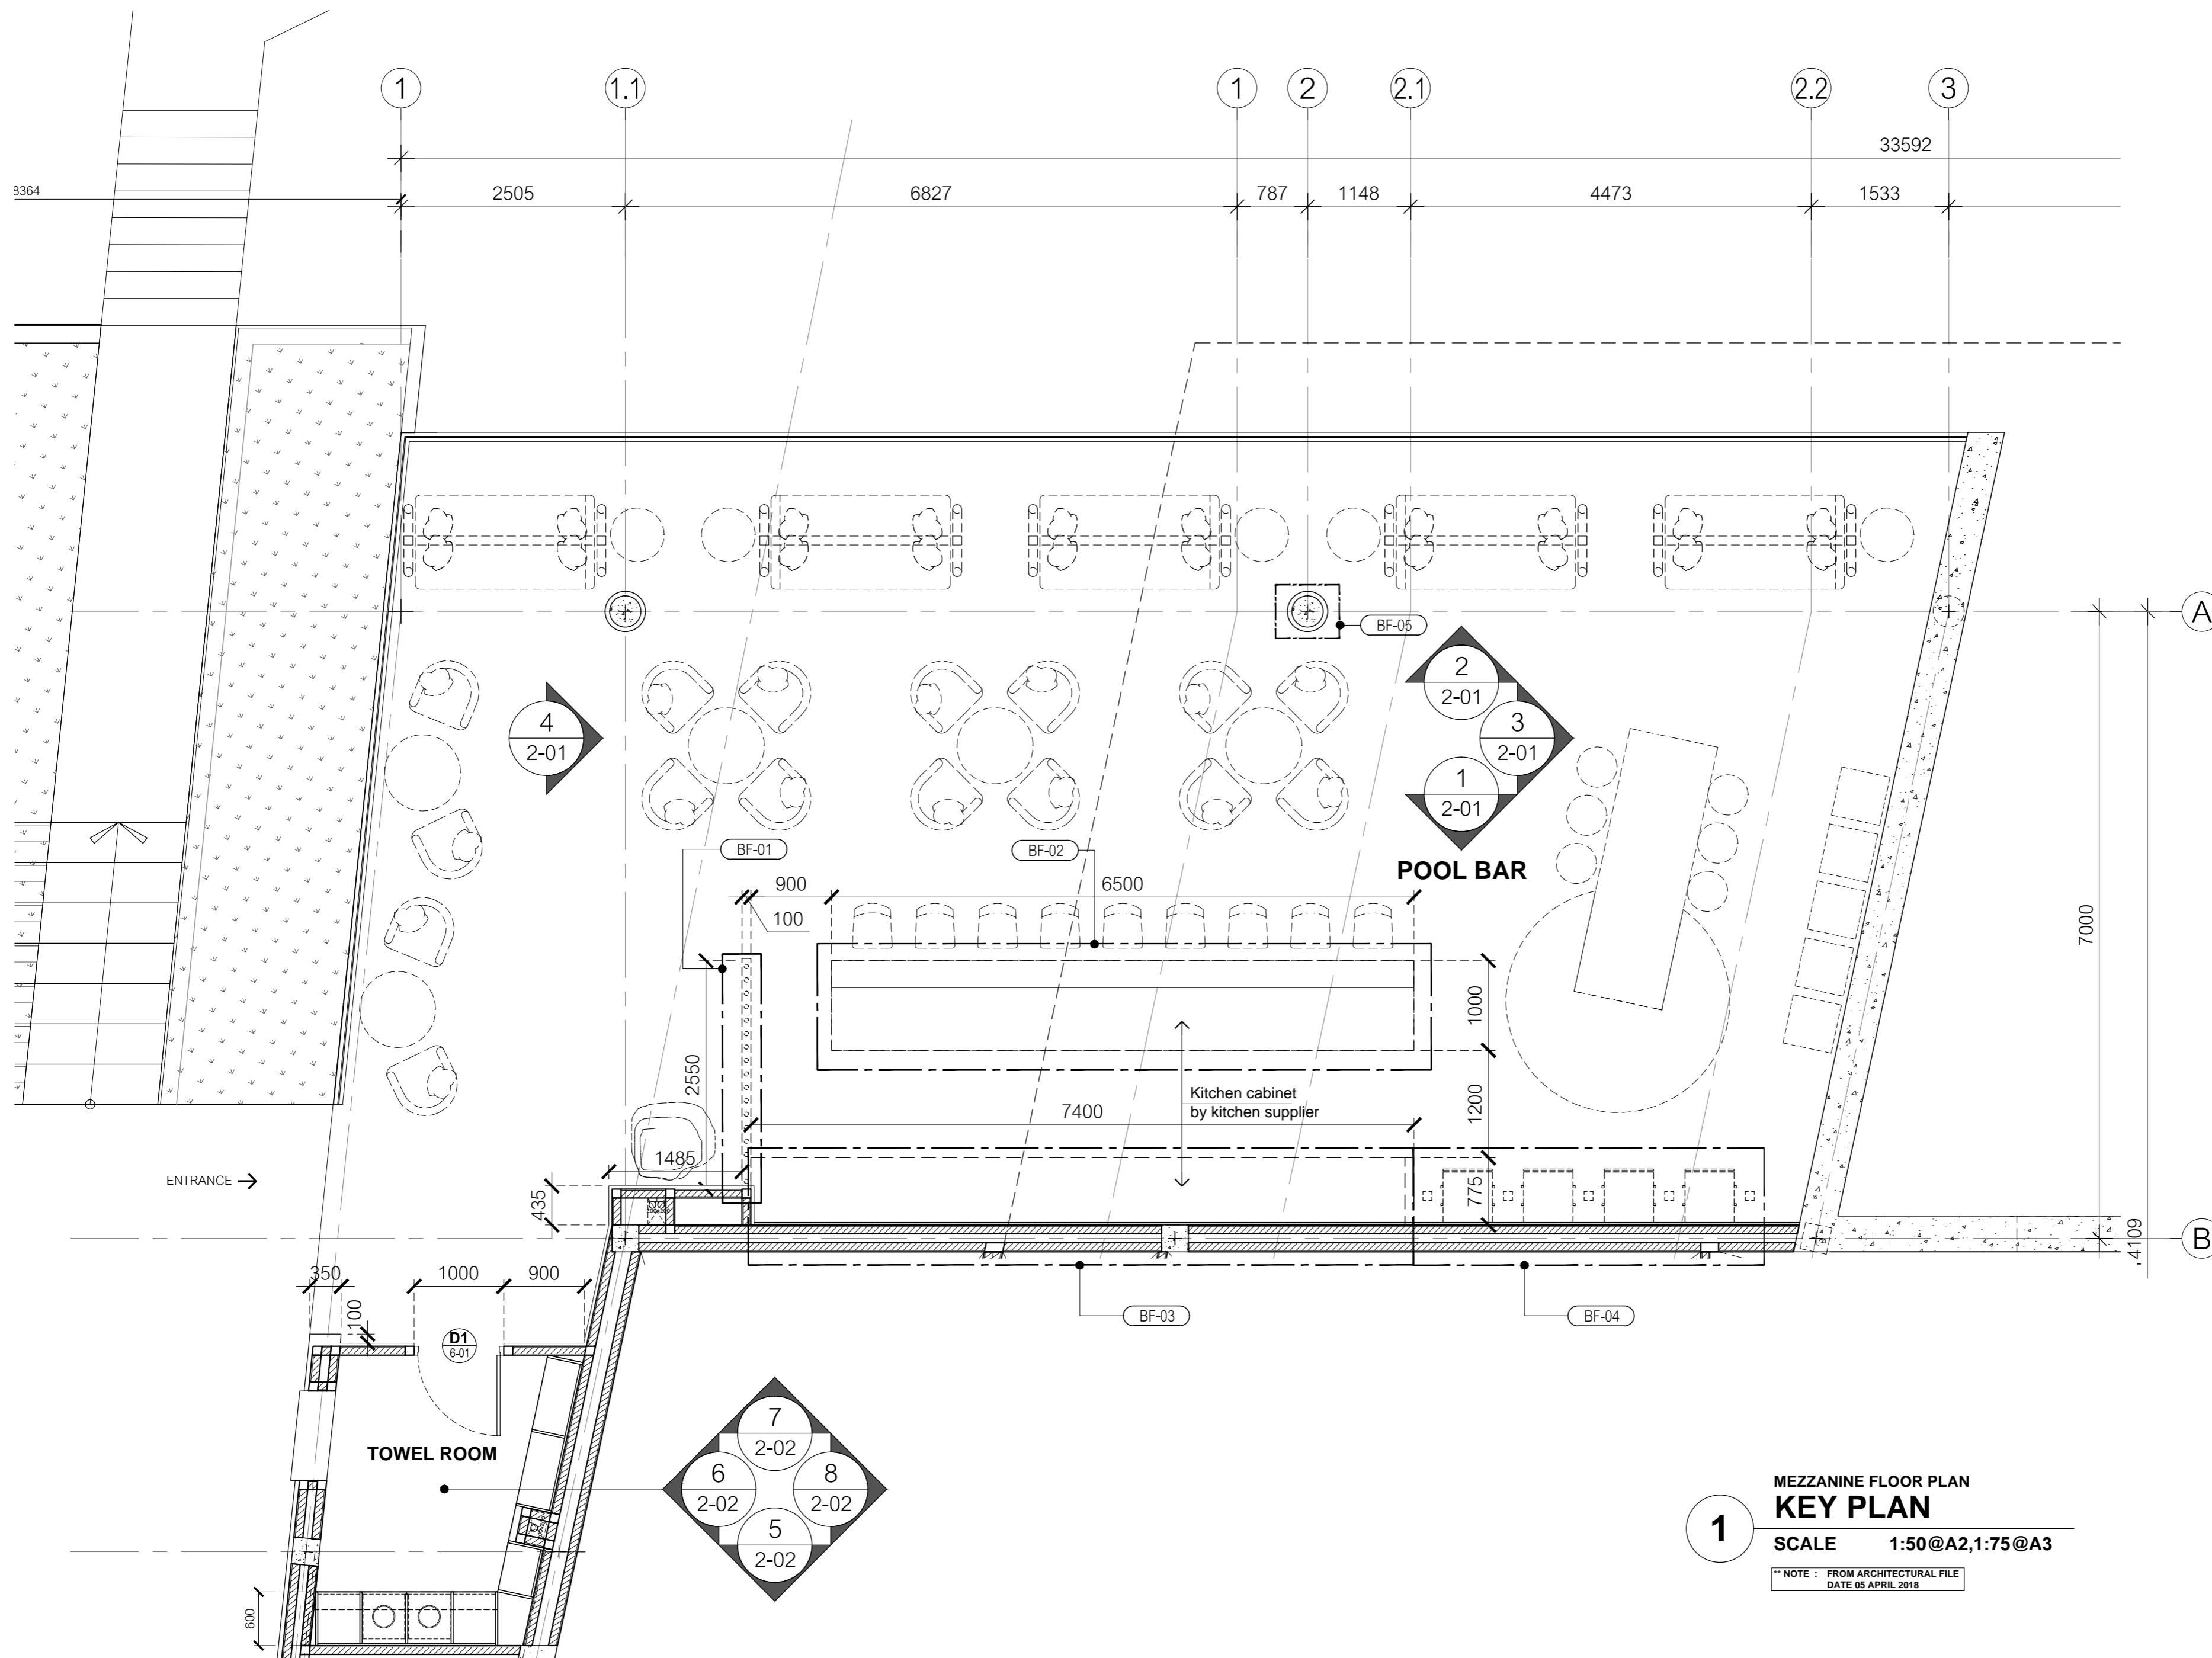 1
1.1
1
2
2.1
2.2
3
33592
8364
2505
6827
787
1148
4473
1533
A
BF-05
2
2-01
4
2-01
3
2-01
1
2-01
BF-01
BF-02
POOL BAR
900
6500
100
7000
1000
2550
Kitchen cabinet
by kitchen supplier
7400
1200
1485
ENTRANCE
435
775
B
4109
350
1000
900
100
BF-03
BF-04
D1
6-01
7
2-02
TOWEL ROOM
6
2-02
8
2-02
5
2-02
600
1
MEZZANINE FLOOR PLAN
KEY PLAN
SCALE 1:50@A2,1:75@A3
** NOTE : FROM ARCHITECTURAL FILE
DATE 05 APRIL 2018